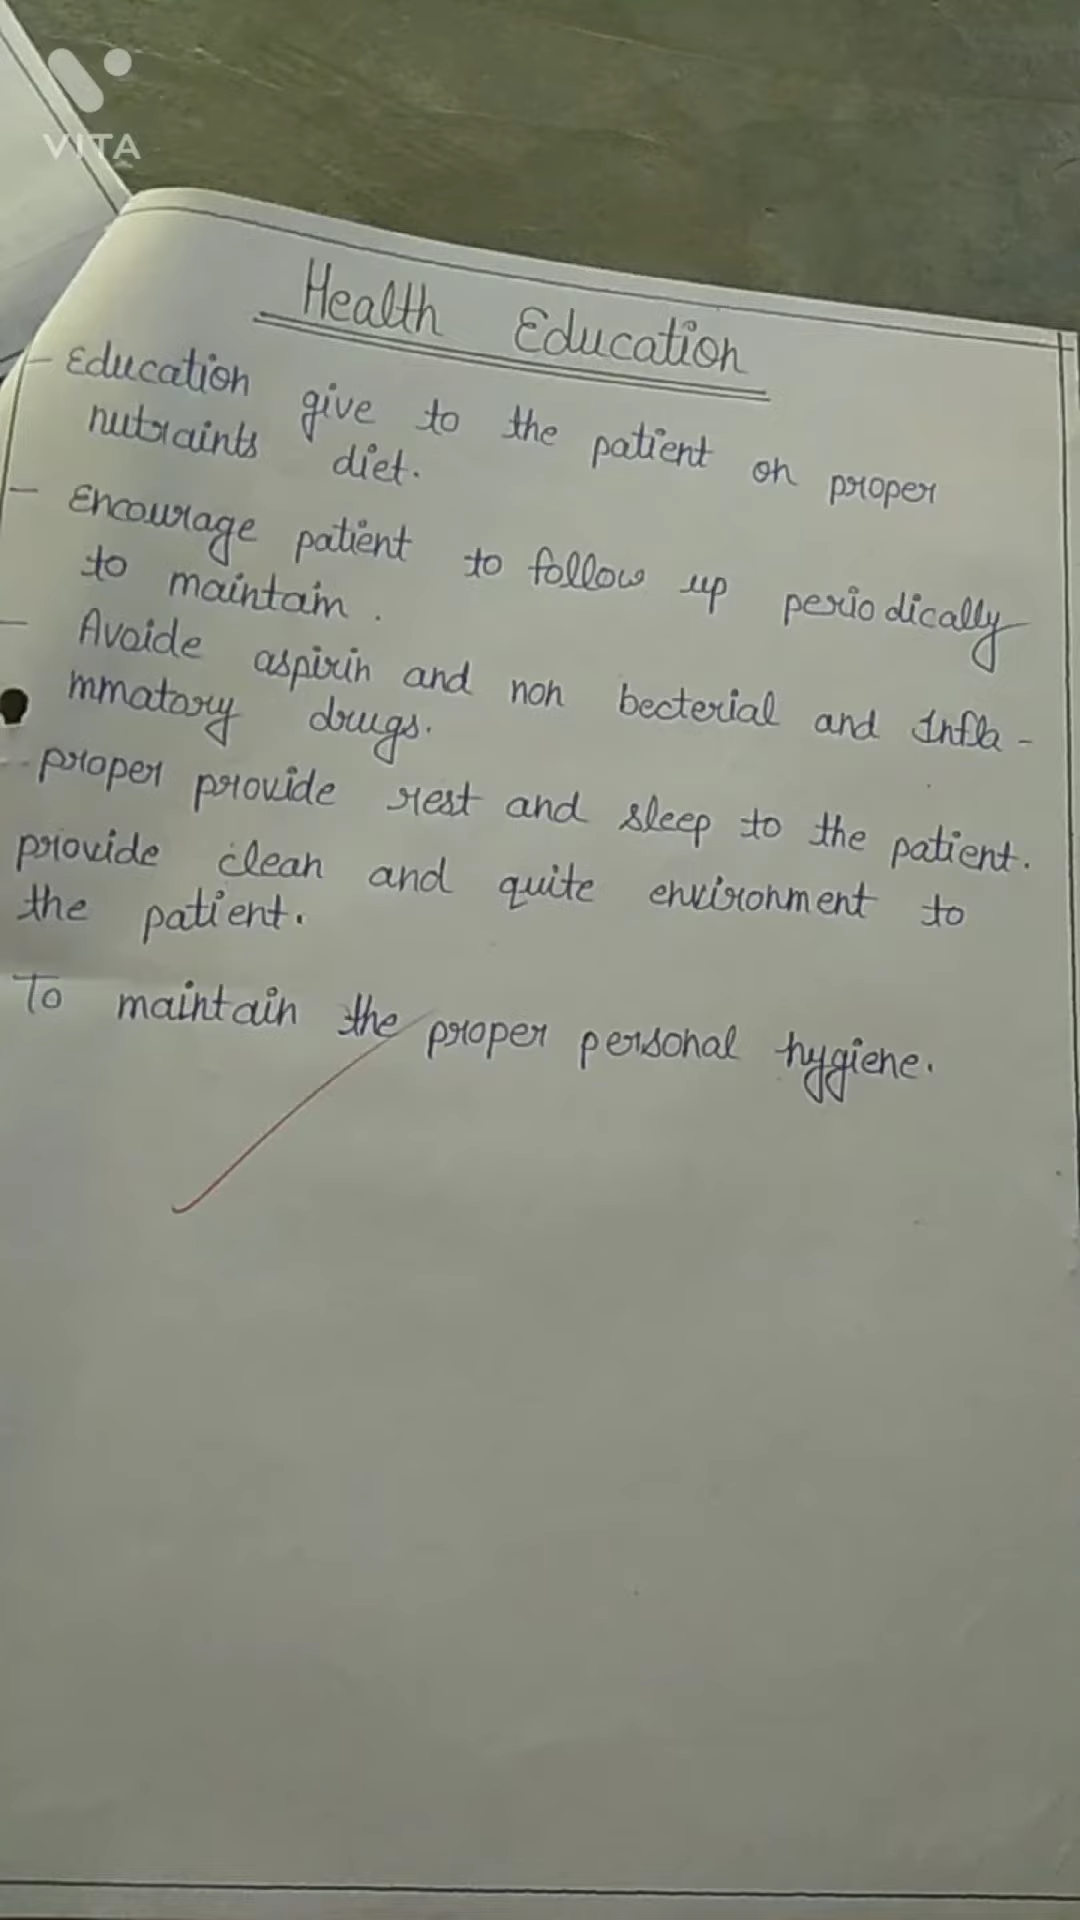 VITA
Health Education
- Education give to the patient on proper
nutraints diet.
- Encourage patient to follow up periodically
to maintain.
- Avoide aspirin and non becterial and Infla-
mmatory drugs.
- proper provide rest and sleep to the patient.
provide clean and quite environment to
the patient.
To maintain the proper personal hygiene.